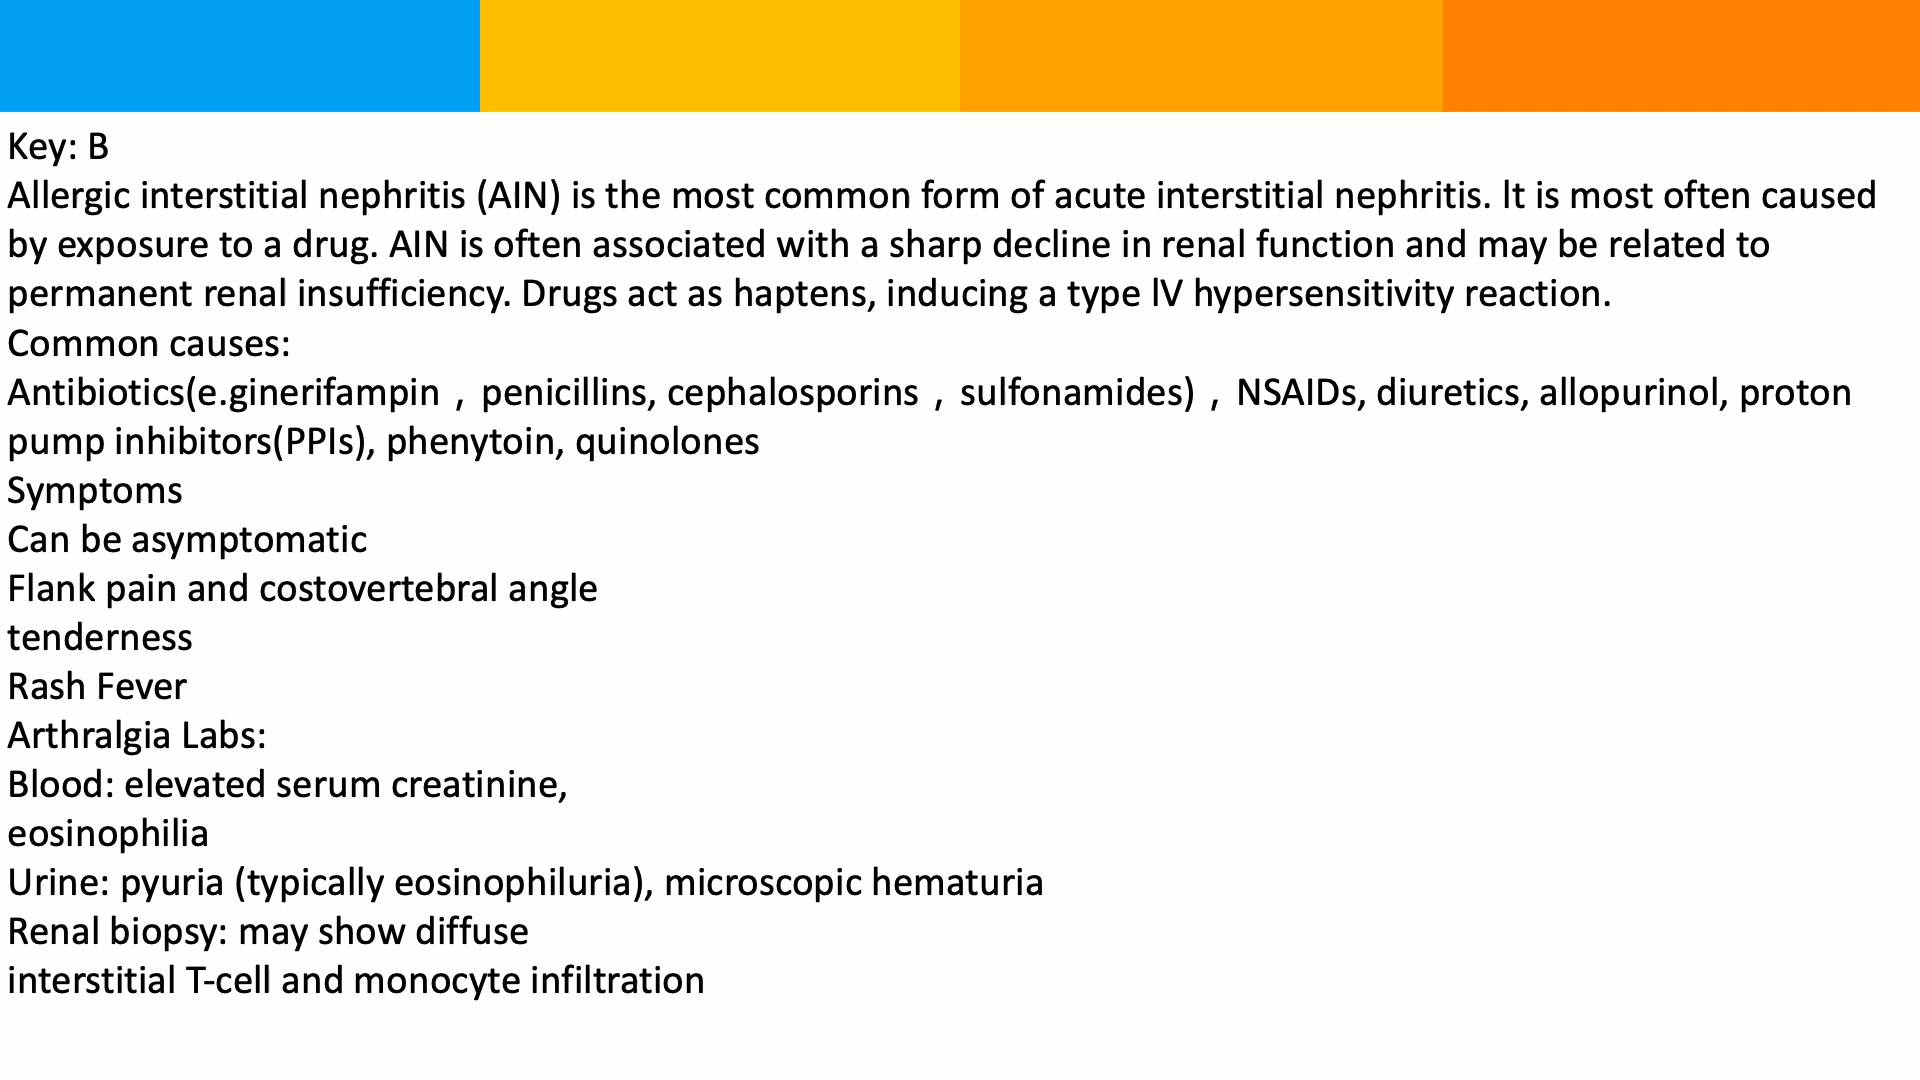 Key: B
Allergic interstitial nephritis (AIN) is the most common form of acute interstitial nephritis. lt is most often caused
by exposure to a drug. AIN is often associated with a sharp decline in renal function and may be related to
permanent renal insufficiency. Drugs act as haptens, inducing a type lV hypersensitivity reaction.
Common causes:
Antibiotics(e.ginerifampin，penicillins, cephalosporins，sulfonamides)，NSAIDs, diuretics, allopurinol, proton
pump inhibitors(PPIs), phenytoin, quinolones
Symptoms
Can be asymptomatic
Flank pain and costovertebral angle
tenderness
Rash Fever
Arthralgia Labs:
Blood: elevated serum creatinine,
eosinophilia
Urine: pyuria (typically eosinophiluria), microscopic hematuria
Renal biopsy: may show diffuse
interstitial T-cell and monocyte infiltration